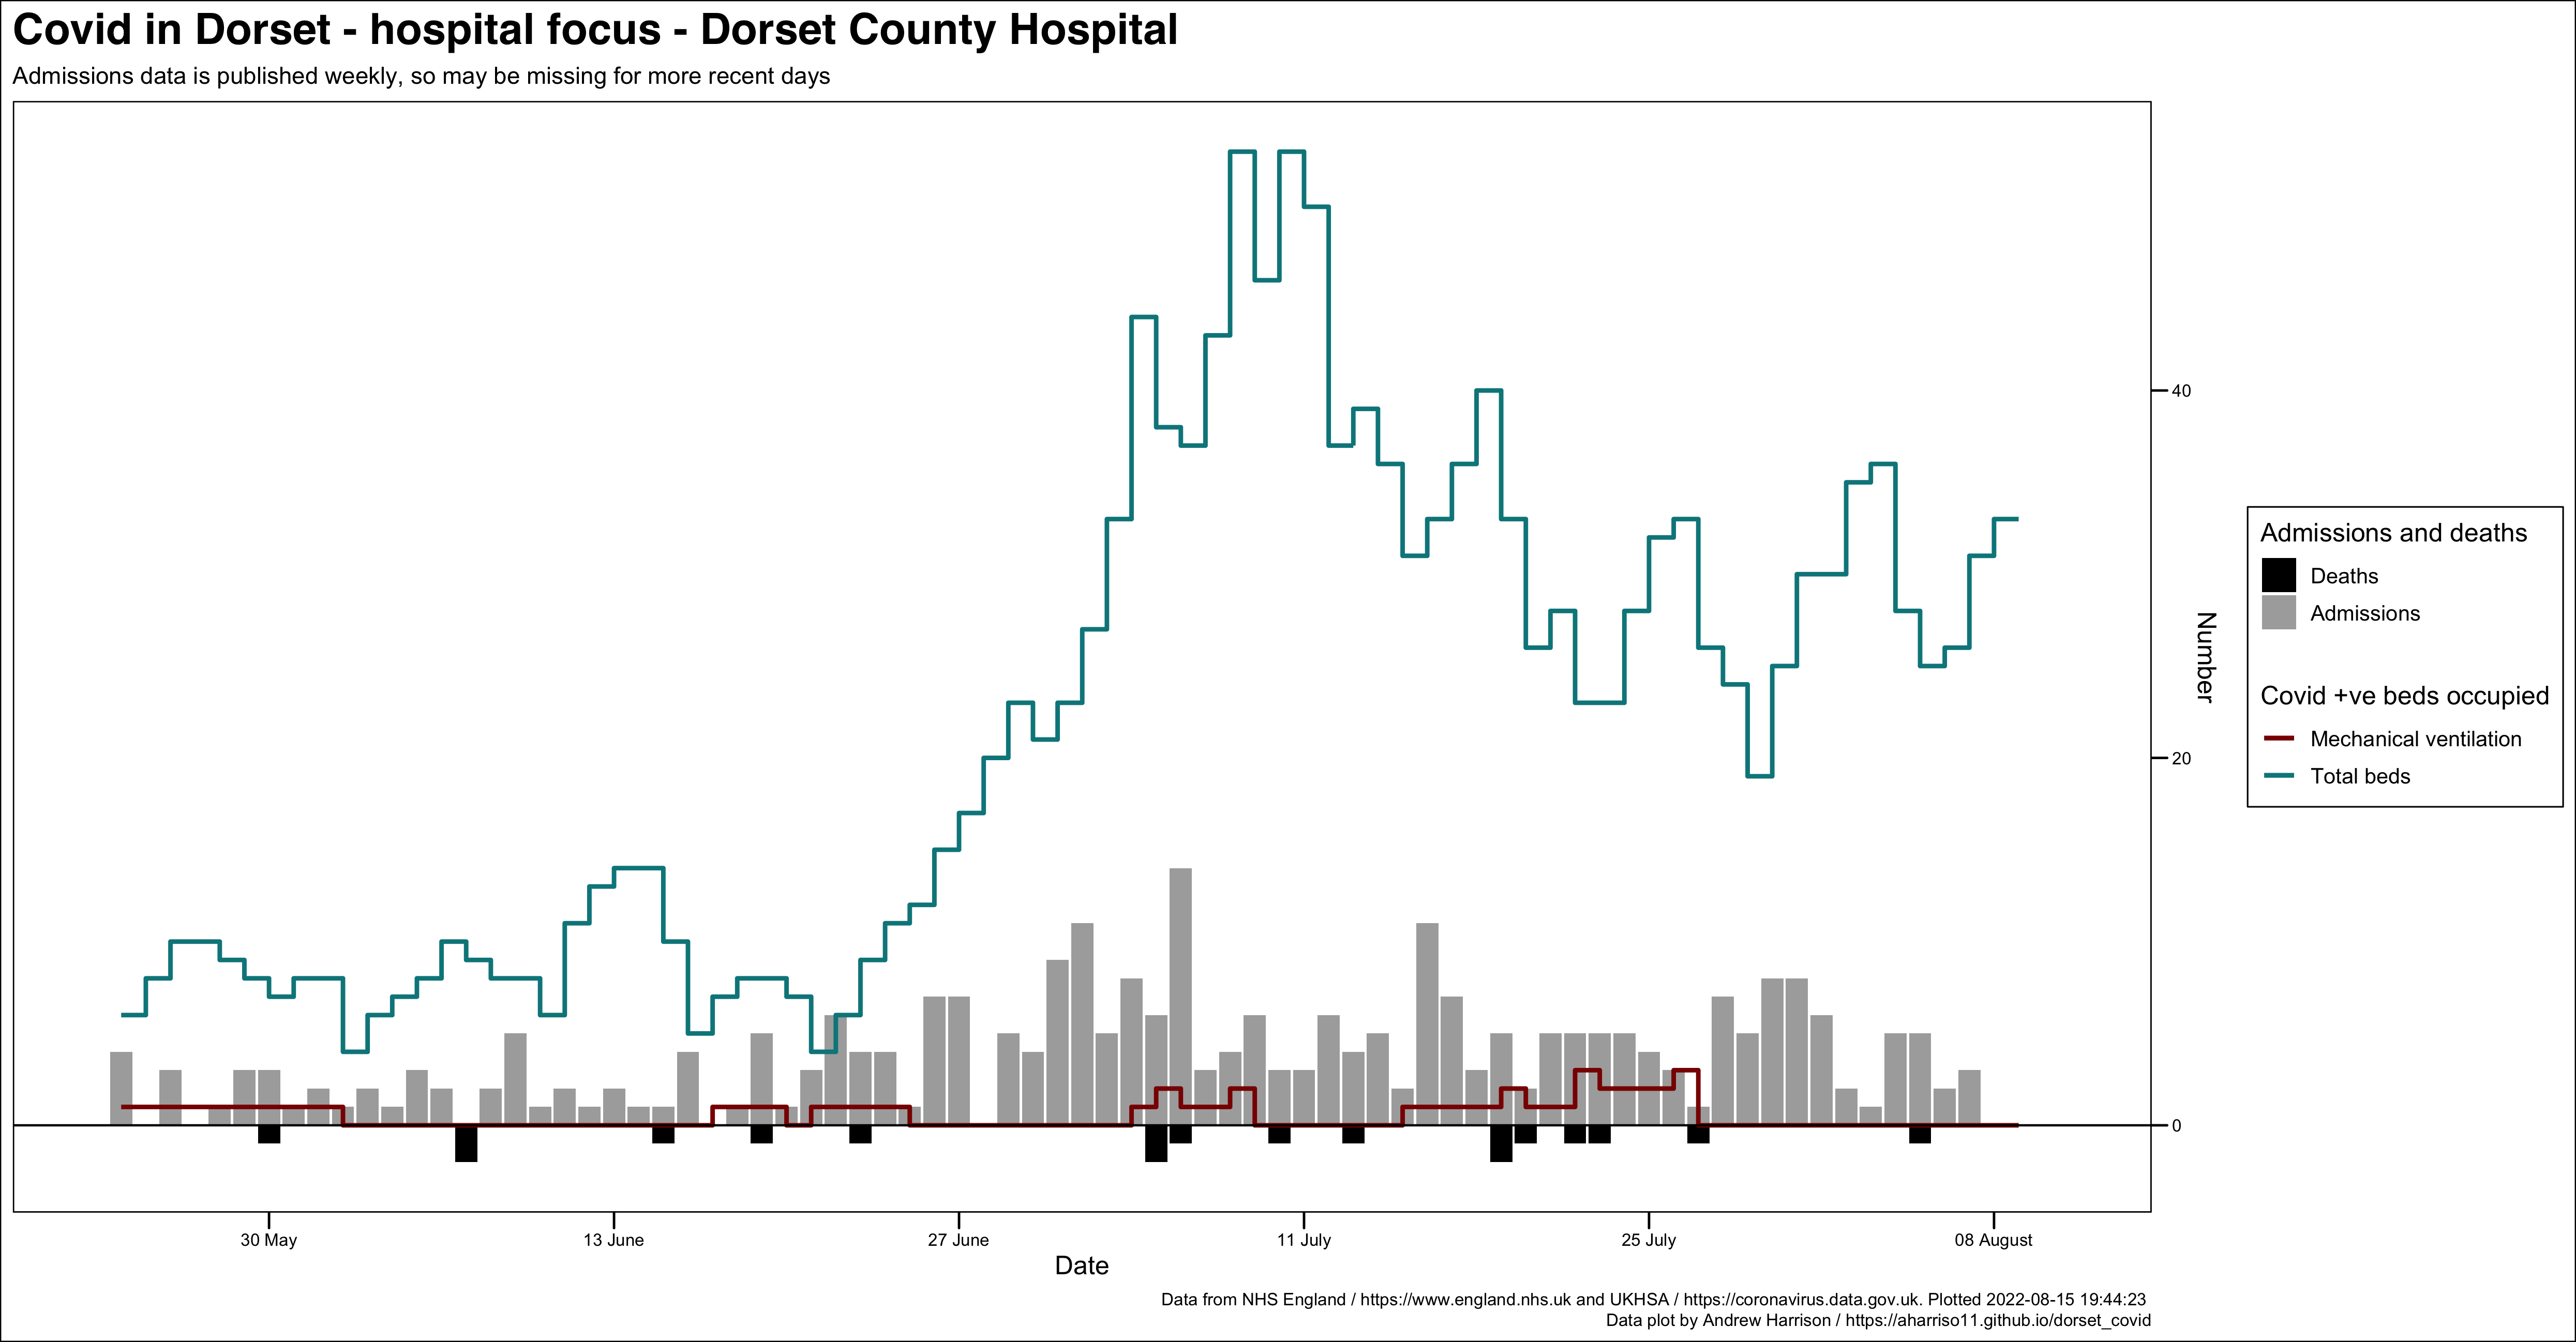 Covid in Dorset - hospital focus - Dorset County Hospital
Admissions data is published weekly, so may be missing for more recent days
40
20
0
Number
Admissions and deaths
Deaths
Admissions
Covid +ve beds occupied
Mechanical ventilation
Total beds
30 May
13 June
27 June
11 July
25 July
08 August
Date
Data from NHS England / https://www.england.nhs.uk and UKHSA / https://coronavirus.data.gov.uk. Plotted 2022-08-15 19:44:23
Data plot by Andrew Harrison / https://aharriso11.github.io/dorset_covid